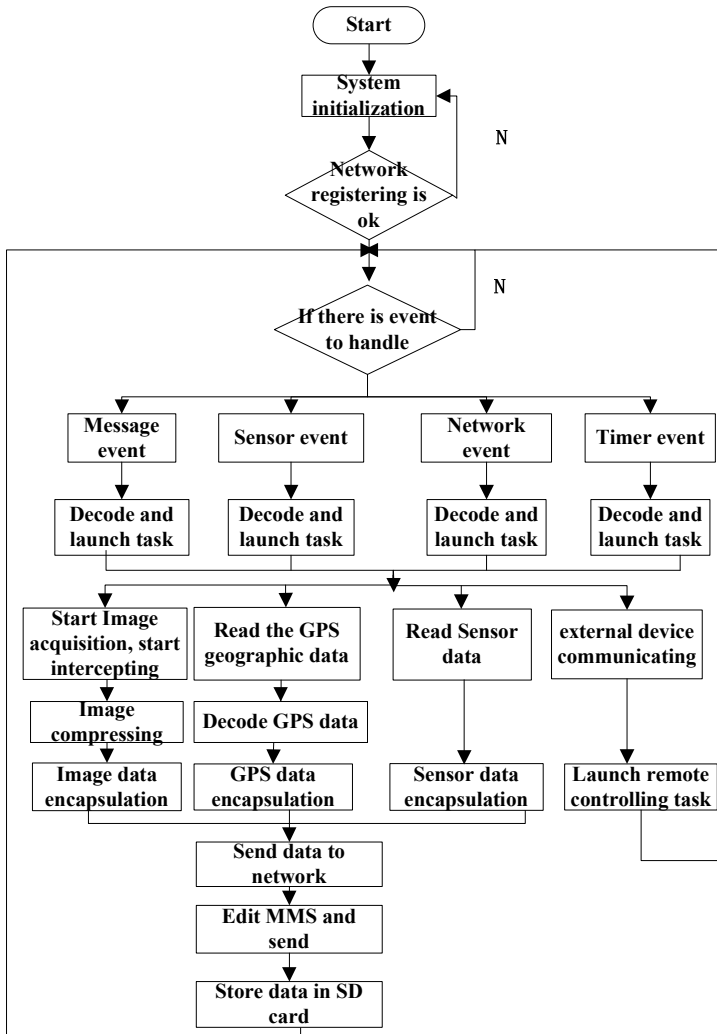 Start
System
initialization
N
Network
registering is
ok
N
If there is event
to handle
Message
event
Sensor event
Network
event
Timer event
Decode and
launch task
Decode and
launch task
Decode and
launch task
Decode and
launch task
Start Image
acquisition, start
intercepting
Read the GPS
geographic data
Read Sensor
data
external device
communicating
Image
compressing
Decode GPS data
Image data
encapsulation
GPS data
encapsulation
Sensor data
encapsulation
Launch remote
controlling task
Send data to
network
Edit MMS and
send
Store data in SD
card